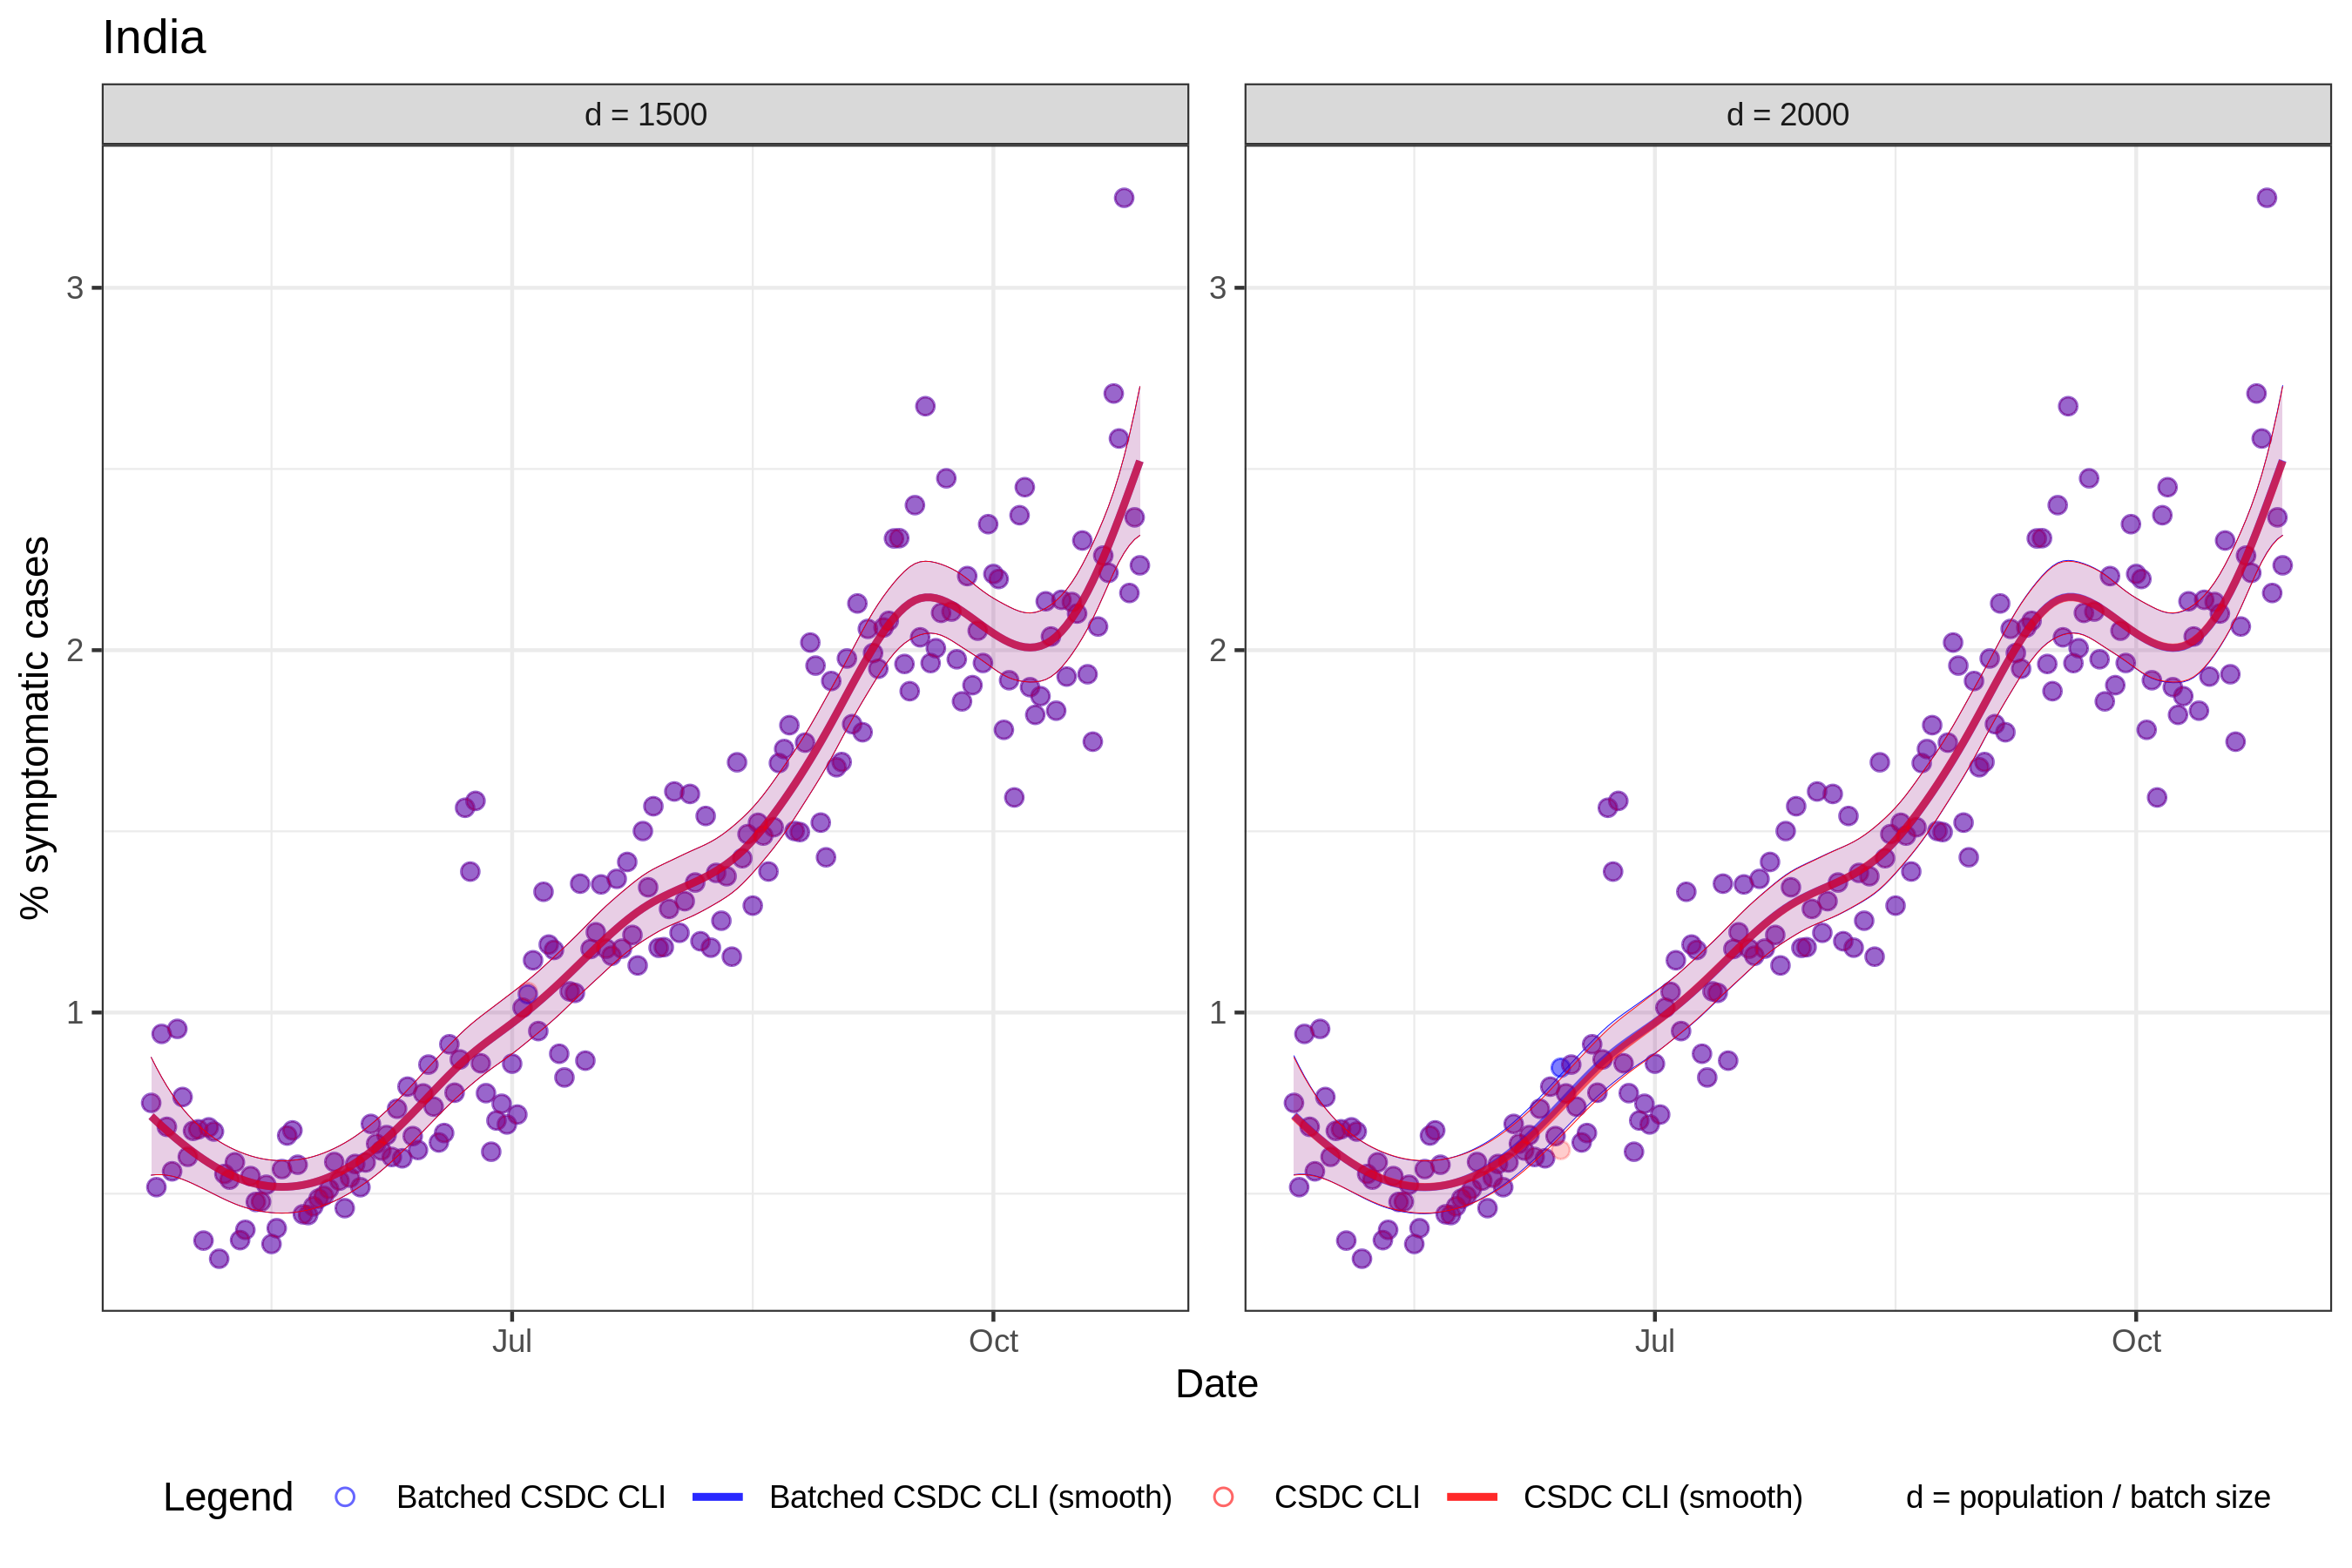 India
d = 1500
d = 2000
% symptomatic cases
3
2
1
3
2
1
Jul
Oct
Jul
Oct
Date
Legend
Batched CSDC CLI
Batched CSDC CLI (smooth)
CSDC CLI
CSDC CLI (smooth)
d = population / batch size